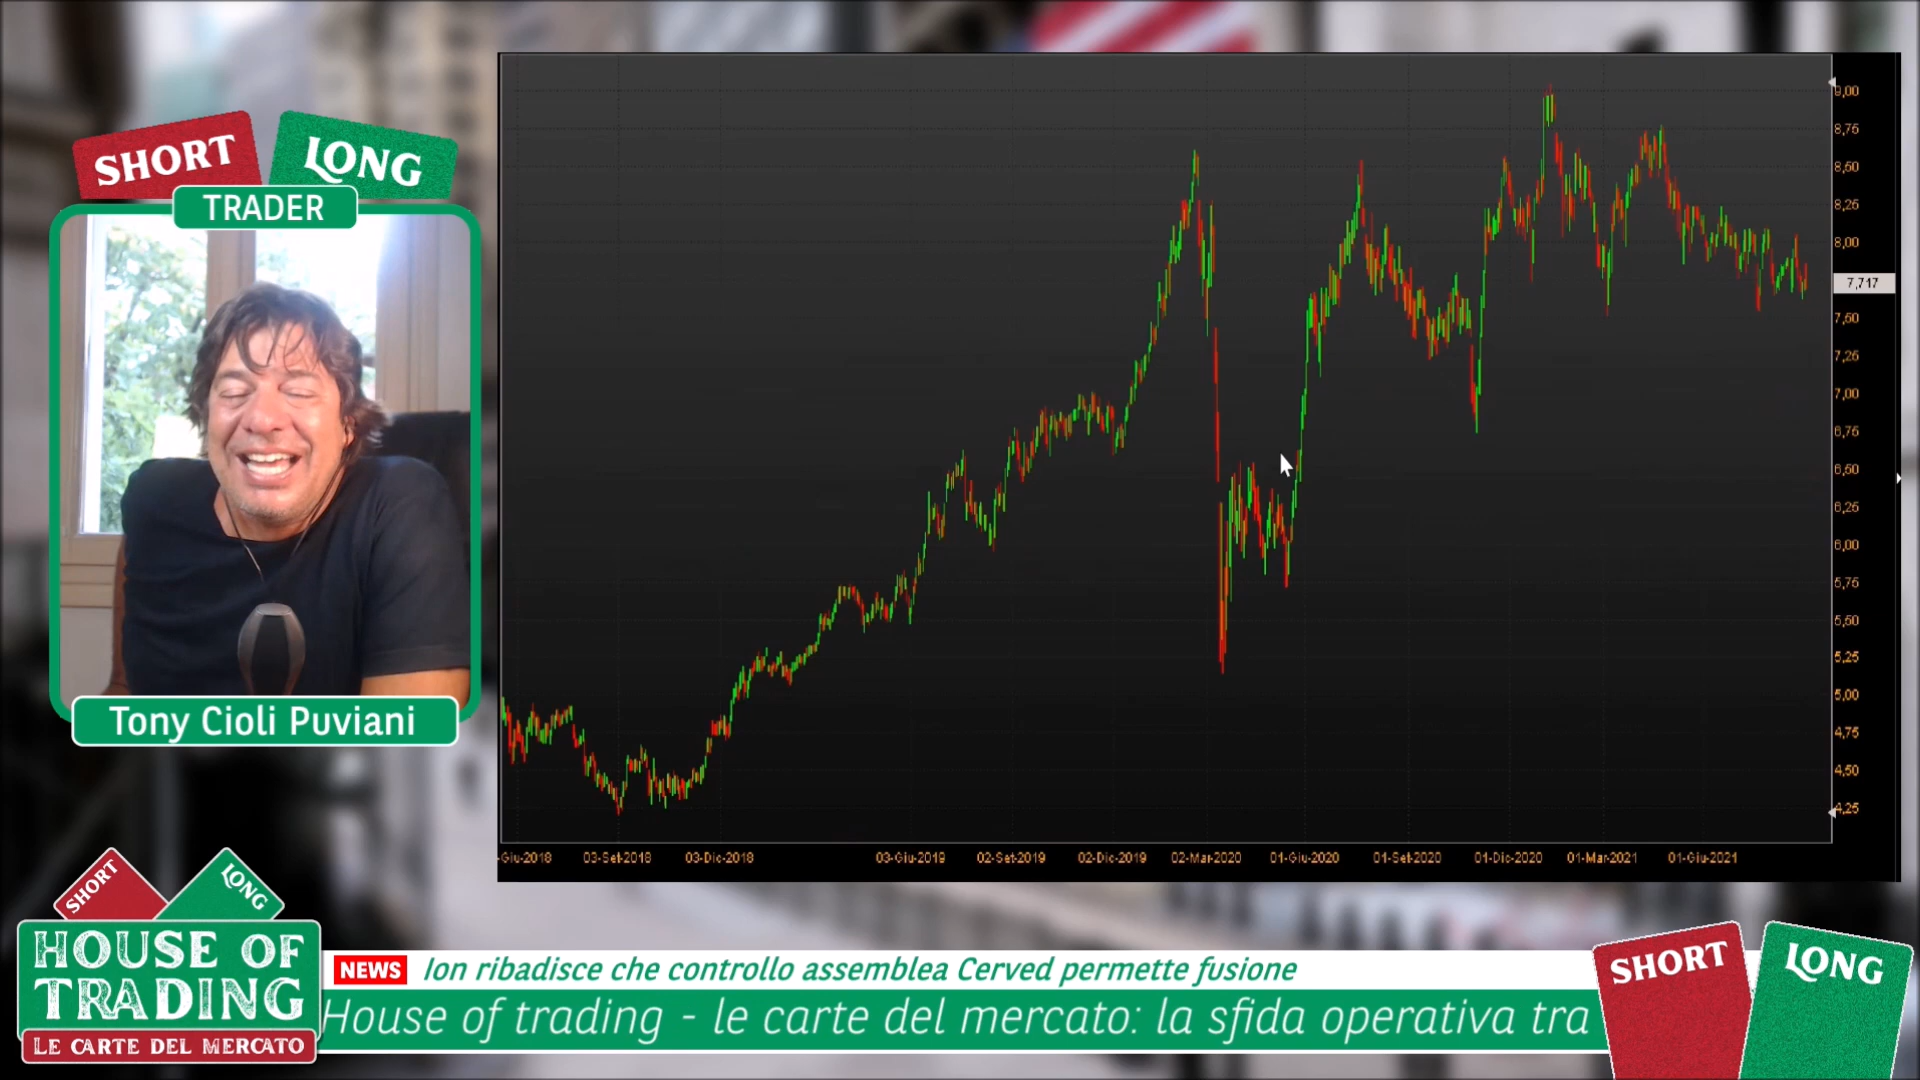 SHORT
LONG
TRADER
Tony Cioli Puviani
9,00
8,75
8,50
8,25
8,00
7,717
7,50
7,25
7,00
6,75
6,50
6,25
6,00
5,75
5,50
5,25
5,00
4,75
4,50
4,25
-Giu-2018
03-Set-2018
03-Dic-2018
03-Giu-2019
02-Set-2019
02-Dic-2019
02-Mar-2020
01-Giu-2020
01-Set-2020
01-Dic-2020
01-Mar-2021
01-Giu-2021
SHORT
LONG
HOUSE OF
TRADING
LE CARTE DEL MERCATO
NEWS Ion ribadisce che controllo assemblea Cerved permette fusione
House of trading - le carte del mercato: la sfida operativa tra
SHORT
LONG